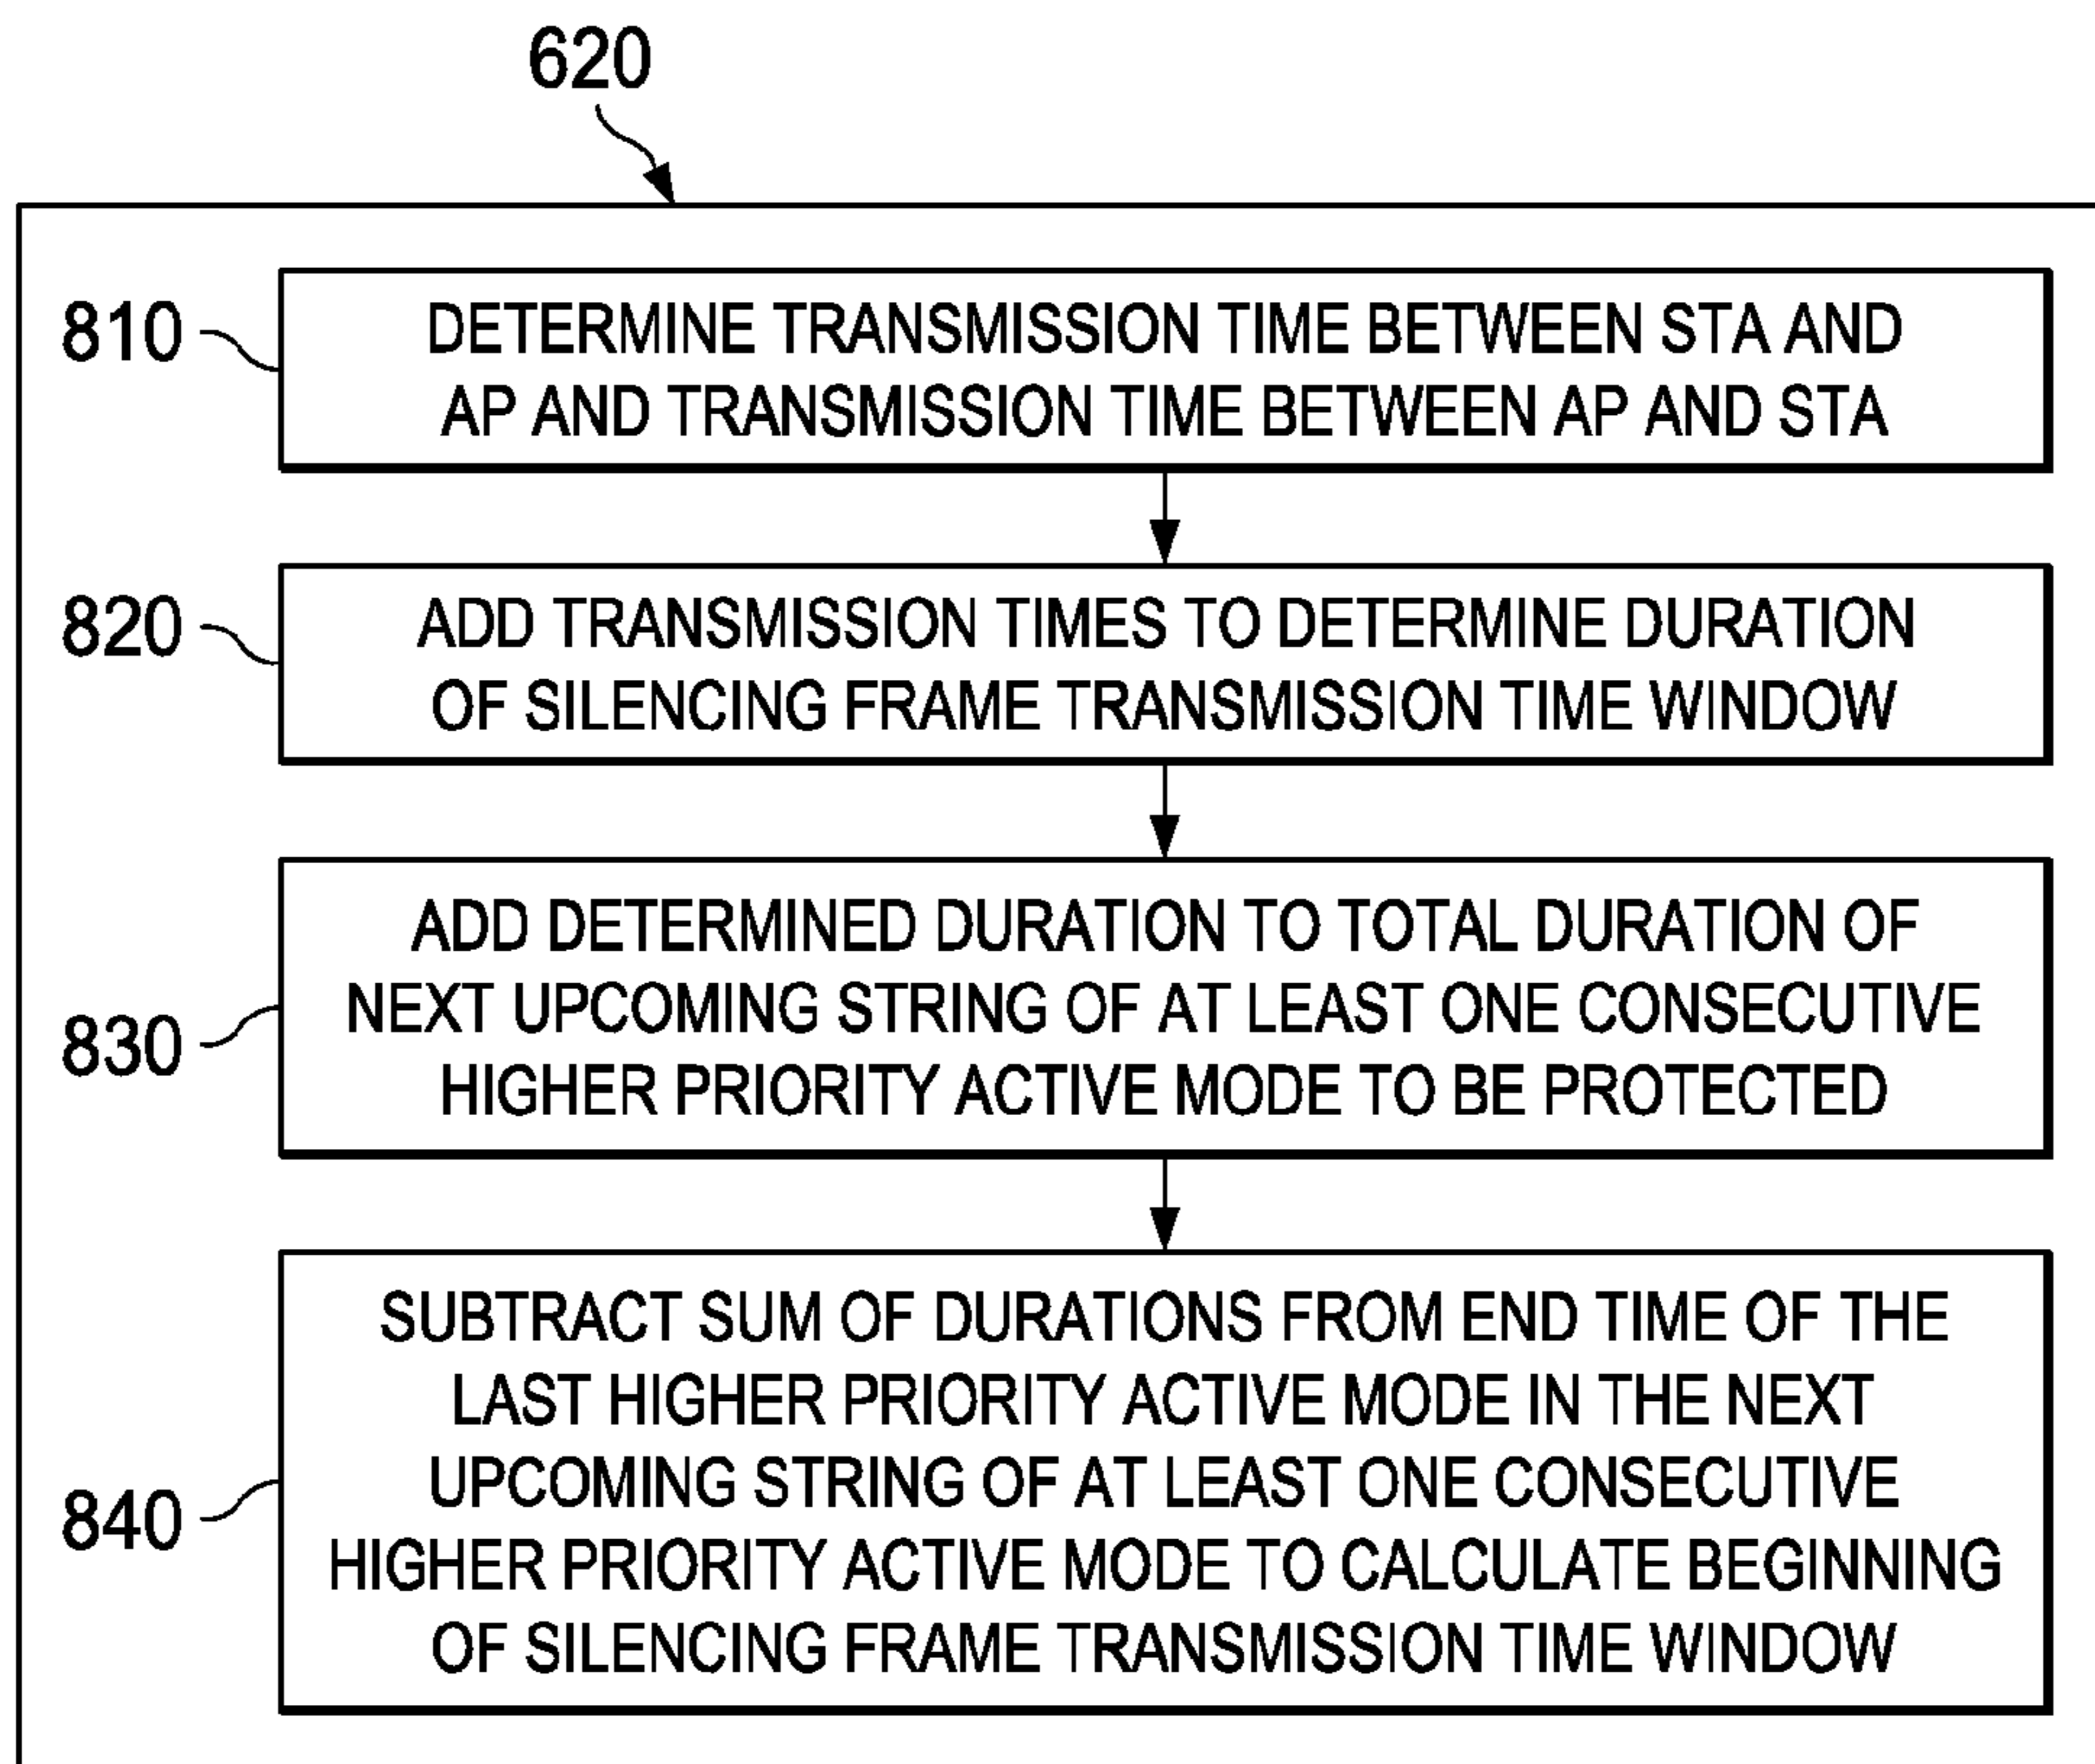 620
810
DETERMINE TRANSMISSION TIME BETWEEN STA AND
AP AND TRANSMISSION TIME BETWEEN AP AND STA
820
ADD TRANSMISSION TIMES TO DETERMINE DURATION
OF SILENCING FRAME TRANSMISSION TIME WINDOW
830
ADD DETERMINED DURATION TO TOTAL DURATION OF
NEXT UPCOMING STRING OF AT LEAST ONE CONSECUTIVE
HIGHER PRIORITY ACTIVE MODE TO BE PROTECTED
840
SUBTRACT SUM OF DURATIONS FROM END TIME OF THE
LAST HIGHER PRIORITY ACTIVE MODE IN THE NEXT
UPCOMING STRING OF AT LEAST ONE CONSECUTIVE
HIGHER PRIORITY ACTIVE MODE TO CALCULATE BEGINNING
OF SILENCING FRAME TRANSMISSION TIME WINDOW